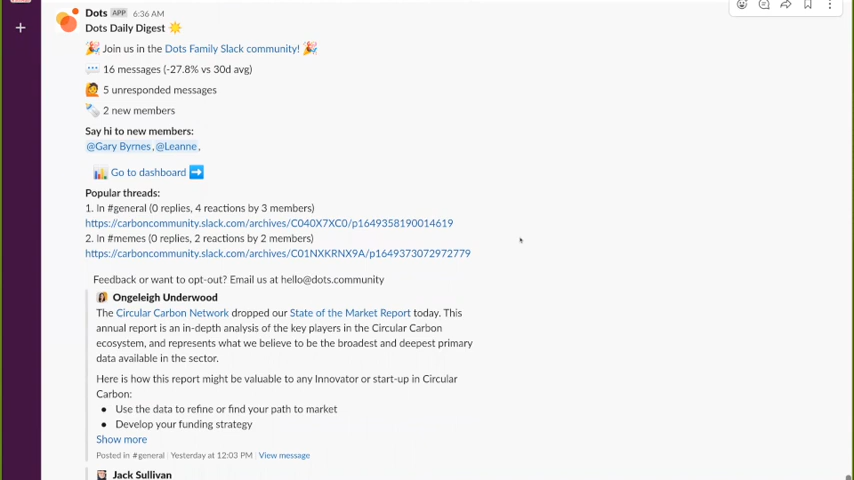 Dots APP 6:36 AM
Dots Daily Digest
Join us in the Dots Family Slack community!
16 messages (-27.8% vs 30d avg)
5 unresponded messages
2 new members
Say hi to new members:
@Gary Byrnes, @Leanne,
Go to dashboard
Popular threads:
1. In #general (0 replies, 4 reactions by 3 members)
https://carboncommunity.slack.com/archives/C040X7XC0/p1649358190014619
2. In #memes (0 replies, 2 reactions by 2 members)
https://carboncommunity.slack.com/archives/C01NXKRNX9A/p1649373072972779
Feedback or want to opt-out? Email us at hello@dots.community
Ongeleigh Underwood
The Circular Carbon Network dropped our State of the Market Report today. This
annual report is an in-depth analysis of the key players in the Circular Carbon
ecosystem, and represents what we believe to be the broadest and deepest primary
data available in the sector.
Here is how this report might be valuable to any Innovator or start-up in Circular
Carbon:
• Use the data to refine or find your path to market
• Develop your funding strategy
Show more
Posted in #general | Yesterday at 12:03 PM | View message
Jack Sullivan